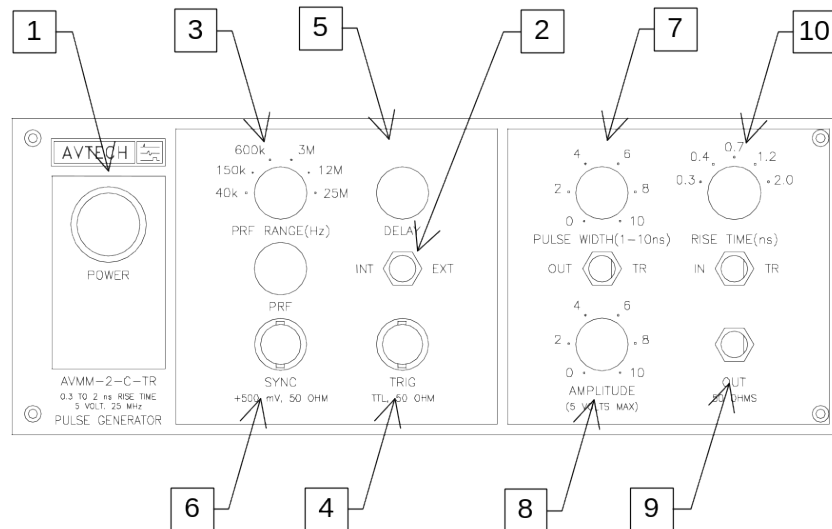 1
3
5
2
7
10
AVTECH
POWER
AVMM-2-C-TR
0.3 TO 2 ns RISE TIME
5 VOLT, 25 MHz
PULSE GENERATOR
600k 3M
150k 12M
40k 25M
PRF RANGE(Hz)
PRF
SYNC
+500 mV, 50 OHM
DELAY
INT EXT
TRIG
TTL, 50 OHM
4 6
2 8
0 10
PULSE WIDTH(1-10ns)
OUT TR
4 6
2 8
0 10
AMPLITUDE
(5 VOLTS MAX)
0.7
0.4 1.2
0.3 2.0
RISE TIME(ns)
IN TR
OUT
50 OHMS
6
4
8
9